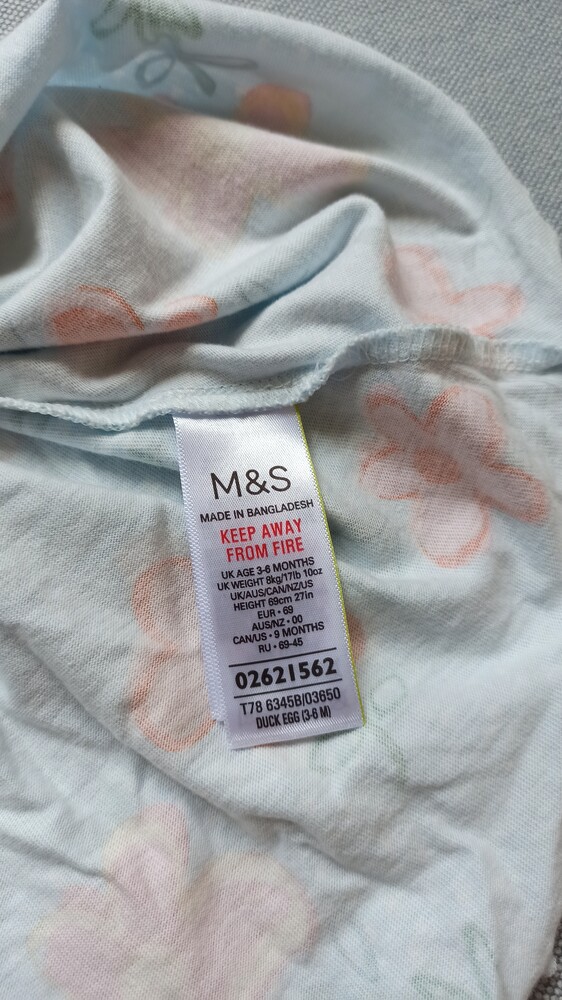 M&S
MADE IN BANGLADESH
KEEP AWAY
FROM FIRE
UK AGE 3-6 MONTHS
UK WEIGHT 8kg/17lb 10oz
UK/AUS/CAN/NZ/US
HEIGHT 69cm 27in
EUR • 69
AUS/NZ • 00
CAN/US • 9 MONTHS
RU • 69-45
02621562
T78 6345B/03650
DUCK EGG (3-6 M)